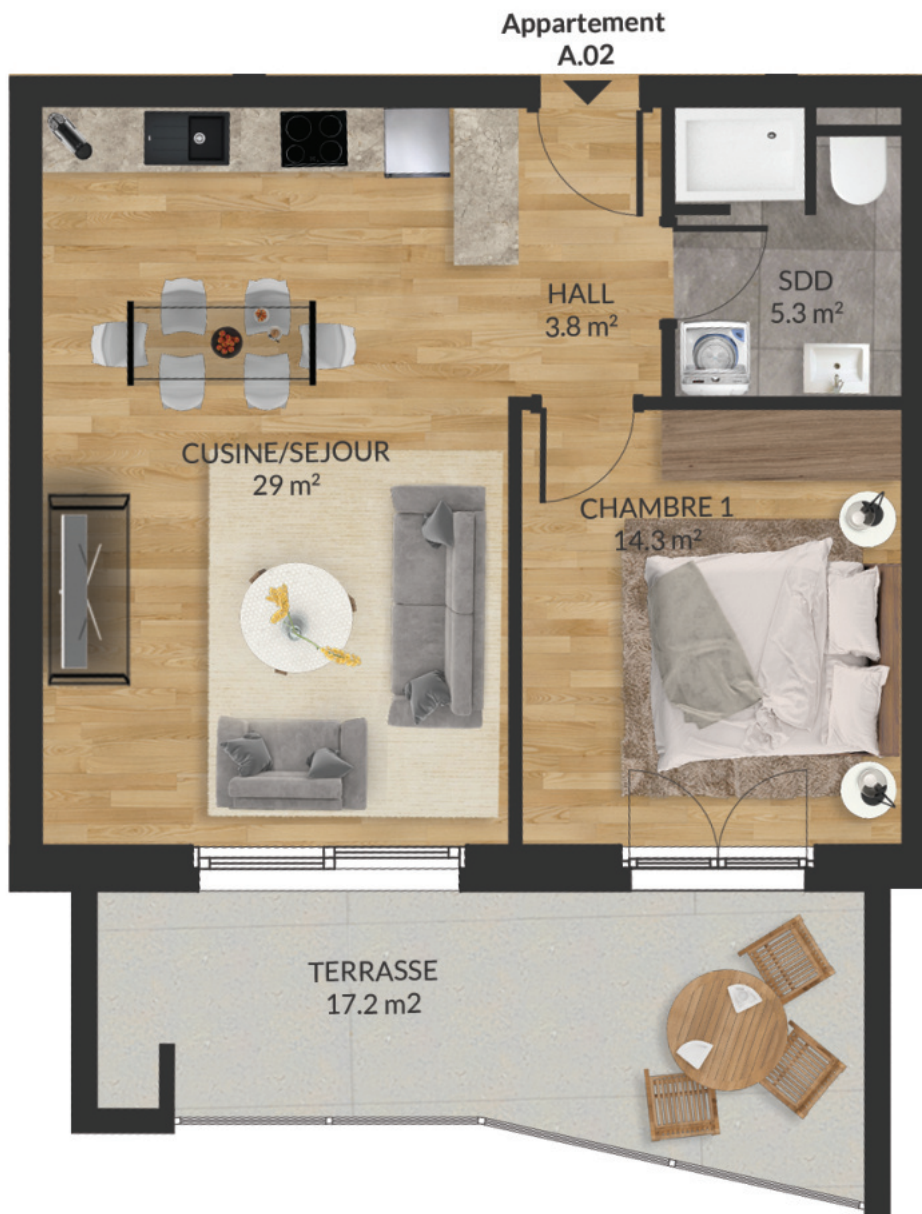 Appartement
A.02
HALL
3.8 m²
SDD
5.3 m²
CUSINE/SEJOUR
29 m²
CHAMBRE 1
14.3 m²
TERRASSE
17.2 m2